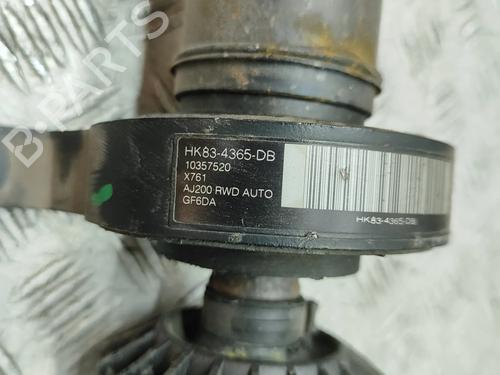 B-PARTS
HK83-4365-DB
10357520
X761
AJ200 RWD AUTO
GF6DA
HK83-4365-DB